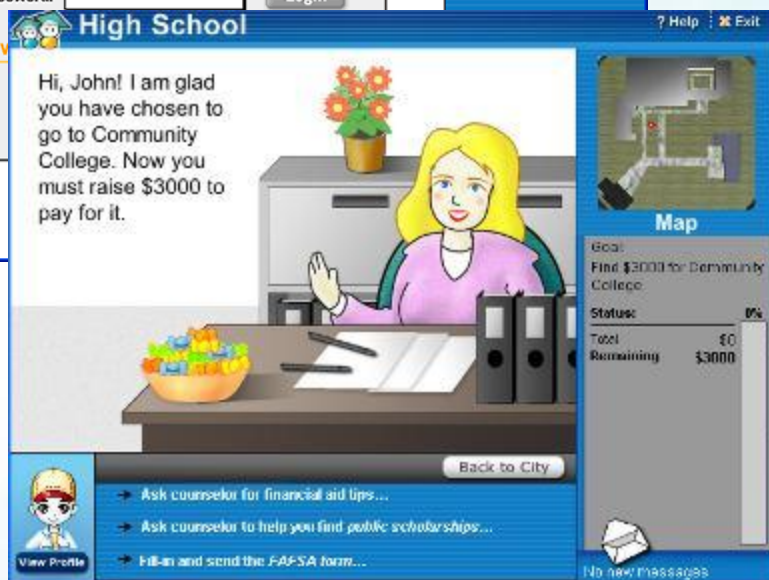 Login
High School
? Help
Exit
Hi, John! I am glad
you have chosen to
go to Community
College. Now you
must raise $3000 to
pay for it.
Map
Goal
Find $3000 for Community
College
Status: 0%
Total $0
Remaining $3000
Back to City
Ask counselor for financial aid tips...
Ask counselor to help you find public scholarships...
Fill-in and send the FAFSA form...
View Profile
No new messages